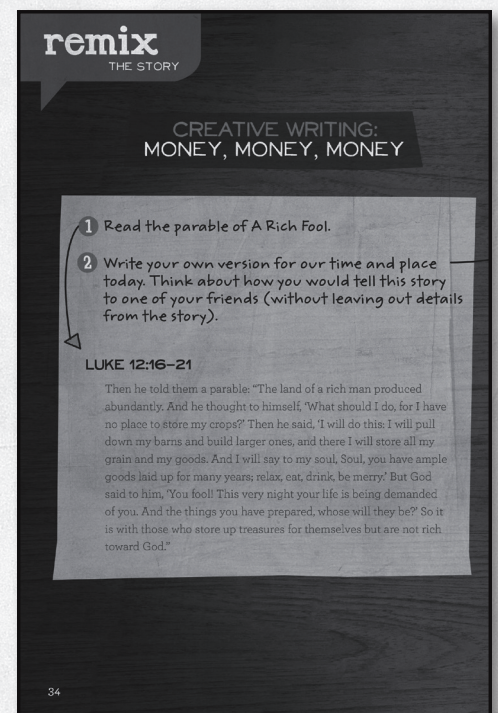 remix
THE STORY
CREATIVE WRITING:
MONEY, MONEY, MONEY
1 Read the parable of A Rich Fool.
2 Write your own version for our time and place
today. Think about how you would tell this story
to one of your friends (without leaving out details
from the story).
LUKE 12:16–21
Then he told them a parable: “The land of a rich man produced
abundantly. And he thought to himself, ‘What should I do, for I have
no place to store my crops?’ Then he said, ‘I will do this: I will pull
down my barns and build larger ones, and there I will store all my
grain and my goods. And I will say to my soul, Soul, you have ample
goods laid up for many years; relax, eat, drink, be merry.’ But God
said to him, ‘You fool! This very night your life is being demanded
of you. And the things you have prepared, whose will they be?’ So it
is with those who store up treasures for themselves but are not rich
toward God.”
34